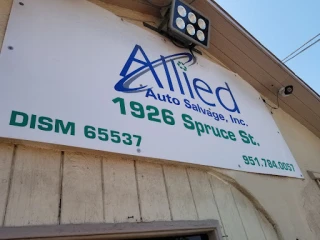 Allied
Auto Salvage, Inc.
1926 Spruce St.
DISM 65537
951.784.0057